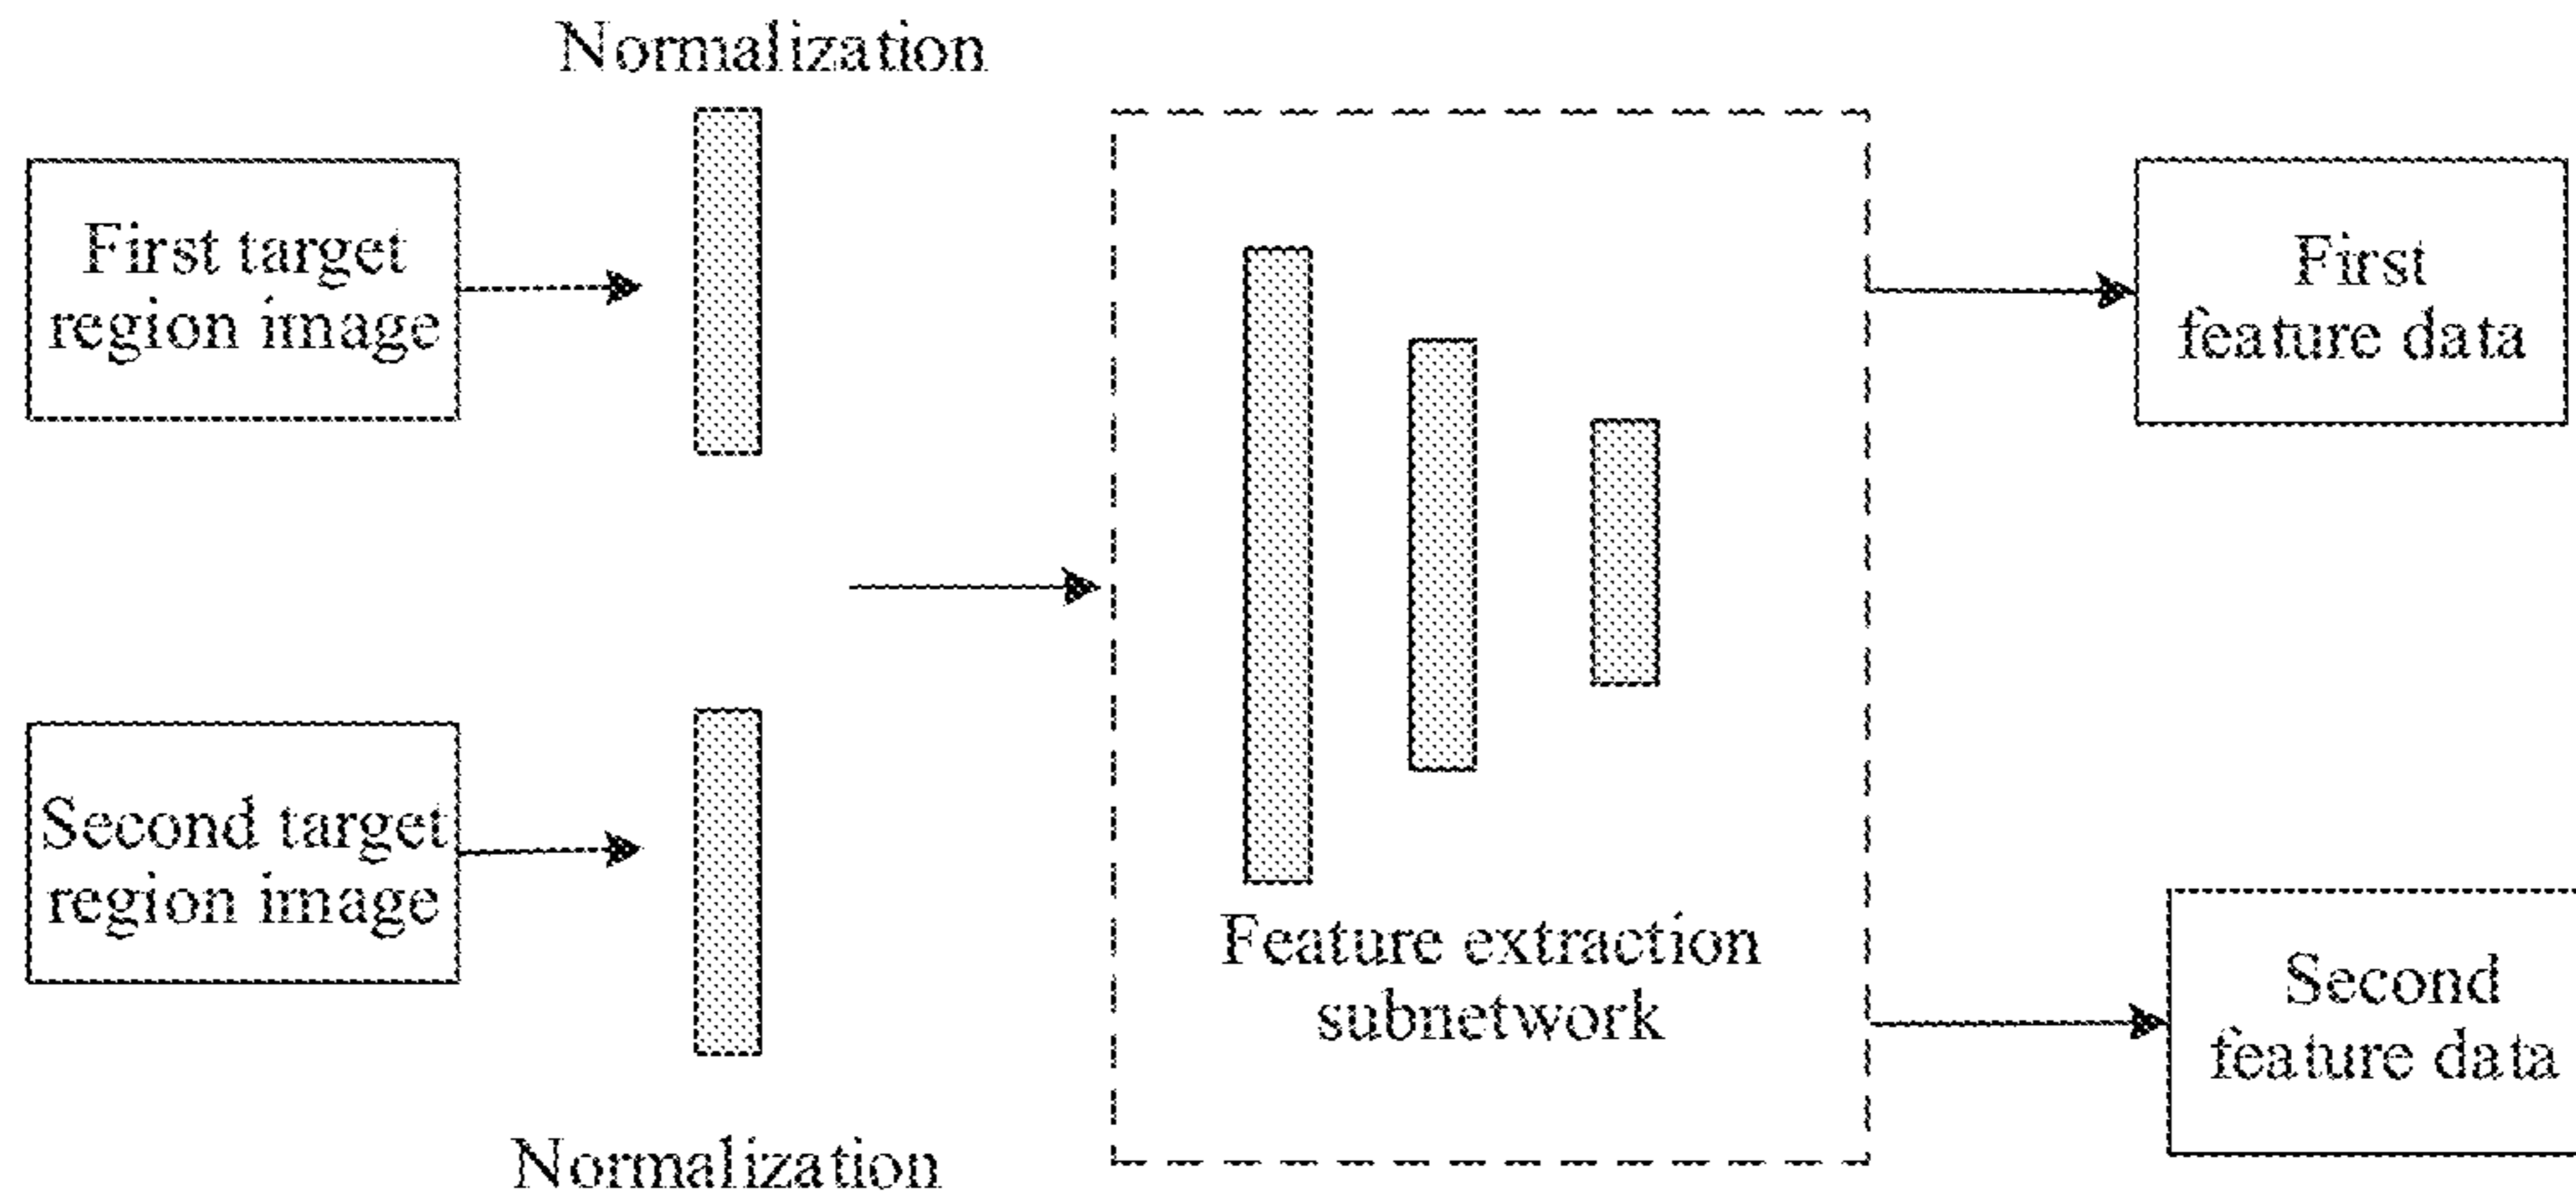 Normalization
First target
region image
First
feature data
Second target
region image
Feature extraction
subnetwork
Second
feature data
Normalization